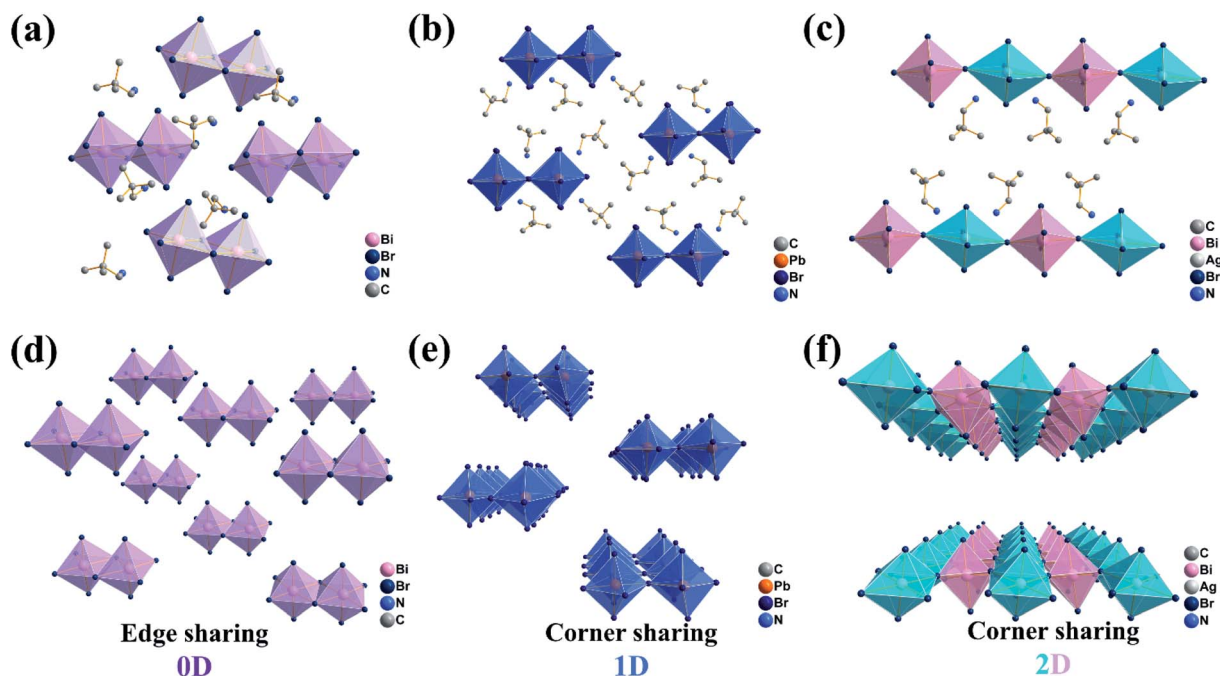 (a)
Bi
Br
N
C
(b)
C
Pb
Br
N
(c)
C
Bi
Ag
Br
N
(d)
Bi
Br
N
C
Edge sharing
0D
(e)
C
Pb
Br
N
Corner sharing
1D
(f)
C
Bi
Ag
Br
N
Corner sharing
2D